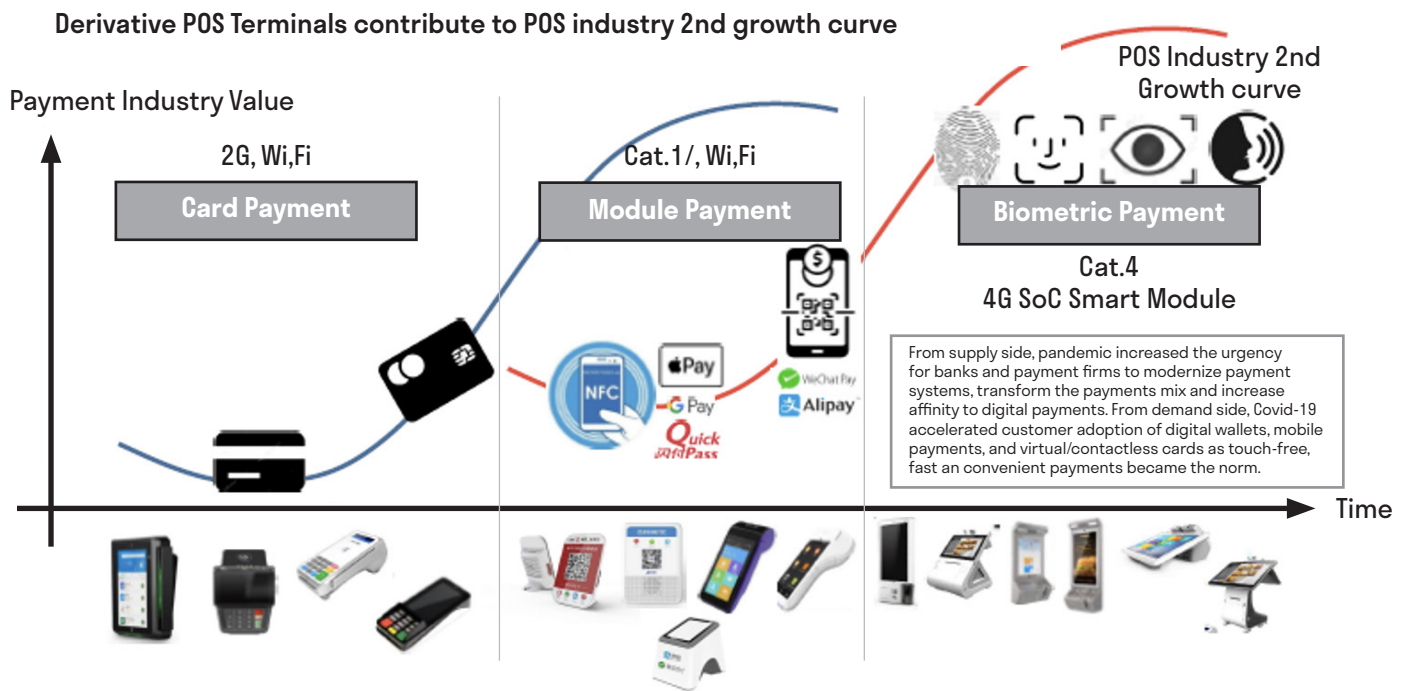 Derivative POS Terminals contribute to POS industry 2nd growth curve
Payment Industry Value
POS Industry 2nd
Growth curve
2G, Wi,Fi
Card Payment
Cat.1/, Wi,Fi
Module Payment
Biometric Payment
Cat.4
4G SoC Smart Module
$
NFC
Pay
G Pay
Quick
闪付Pass
WeChat Pay
支 Alipay
From supply side, pandemic increased the urgency
for banks and payment firms to modernize payment
systems, transform the payments mix and increase
affinity to digital payments. From demand side, Covid-19
accelerated customer adoption of digital wallets, mobile
payments, and virtual/contactless cards as touch-free,
fast an convenient payments became the norm.
Time